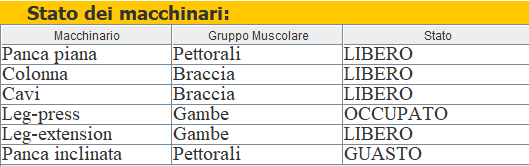 Stato dei macchinari:
Macchinario Gruppo Muscolare Stato
Panca piana Pettorali LIBERO
Colonna Braccia LIBERO
Cavi Braccia LIBERO
Leg-press Gambe OCCUPATO
Leg-extension Gambe LIBERO
Panca inclinata Pettorali GUASTO